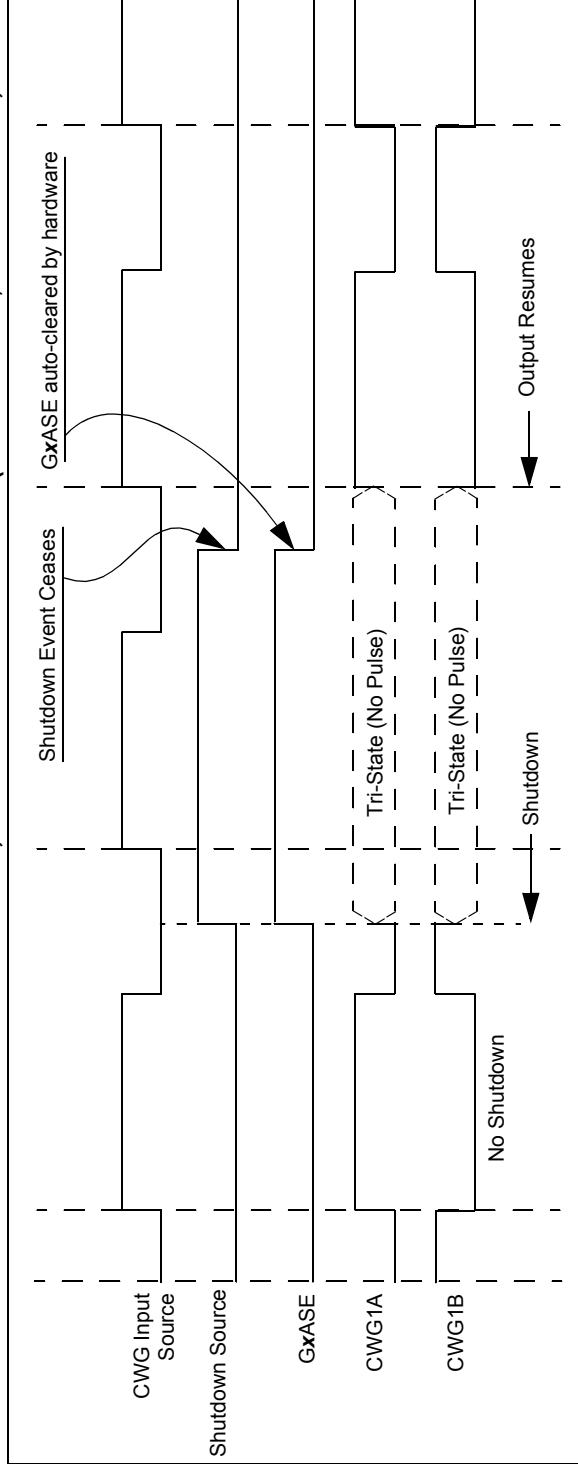 CWG Input
Source
Shutdown Source
GxASE
CWG1A
CWG1B
No Shutdown
Shutdown
Tri-State (No Pulse)
Tri-State (No Pulse)
Shutdown Event Ceases
GxASE auto-cleared by hardware
Output Resumes